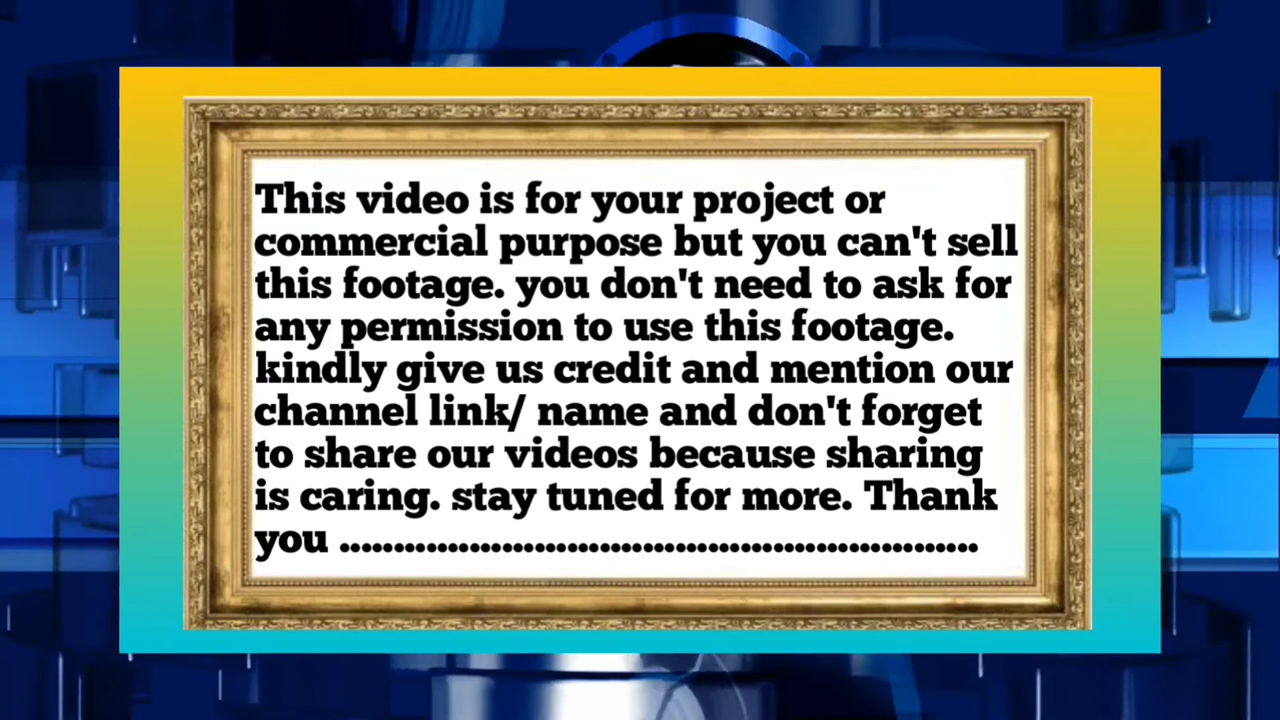 This video is for your project or
commercial purpose but you can't sell
this footage. you don't need to ask for
any permission to use this footage.
kindly give us credit and mention our
channel link/ name and don't forget
to share our videos because sharing
is caring. stay tuned for more. Thank
you ...........................................................